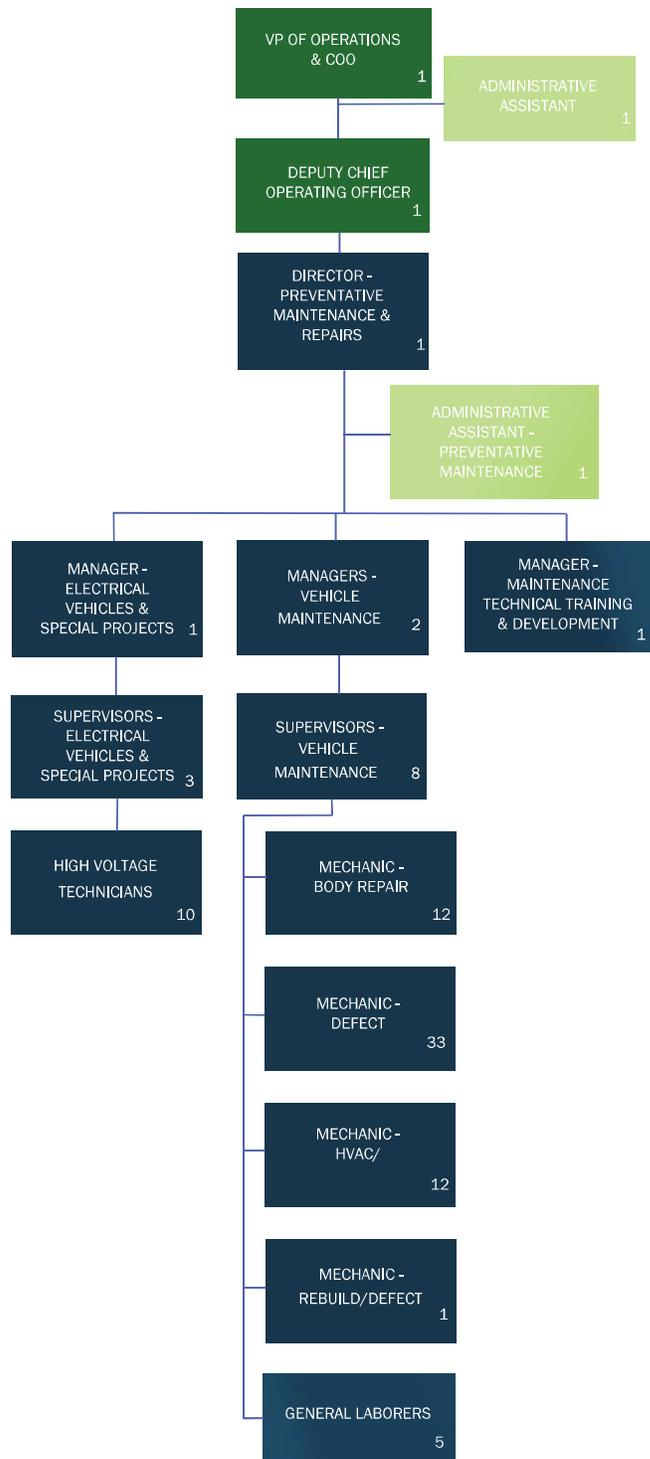 VP OF OPERATIONS
& COO
1
ADMINISTRATIVE
ASSISTANT
1
DEPUTY CHIEF
OPERATING OFFICER
1
DIRECTOR -
PREVENTATIVE
MAINTENANCE &
REPAIRS
1
ADMINISTRATIVE
ASSISTANT -
PREVENTATIVE
MAINTENANCE
1
MANAGER -
ELECTRICAL
VEHICLES &
SPECIAL PROJECTS
1
MANAGERS -
VEHICLE
MAINTENANCE
2
MANAGER -
MAINTENANCE
TECHNICAL TRAINING
& DEVELOPMENT
1
SUPERVISORS -
ELECTRICAL
VEHICLES &
SPECIAL PROJECTS
3
SUPERVISORS -
VEHICLE
MAINTENANCE
8
HIGH VOLTAGE
TECHNICIANS
10
MECHANIC -
BODY REPAIR
12
MECHANIC -
DEFECT
33
MECHANIC -
HVAC/
12
MECHANIC -
REBUILD/DEFECT
1
GENERAL LABORERS
5